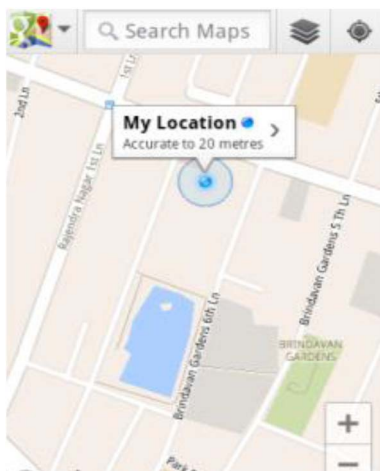 Search Maps
1st Ln
2nd Ln
My Location
Accurate to 20 metres
Rajendra Nagar 1st Ln
Brindavan Gardens 5 Th Ln
Brindavan Gardens 6th Ln
BRINDAVAN
GARDENS
Park